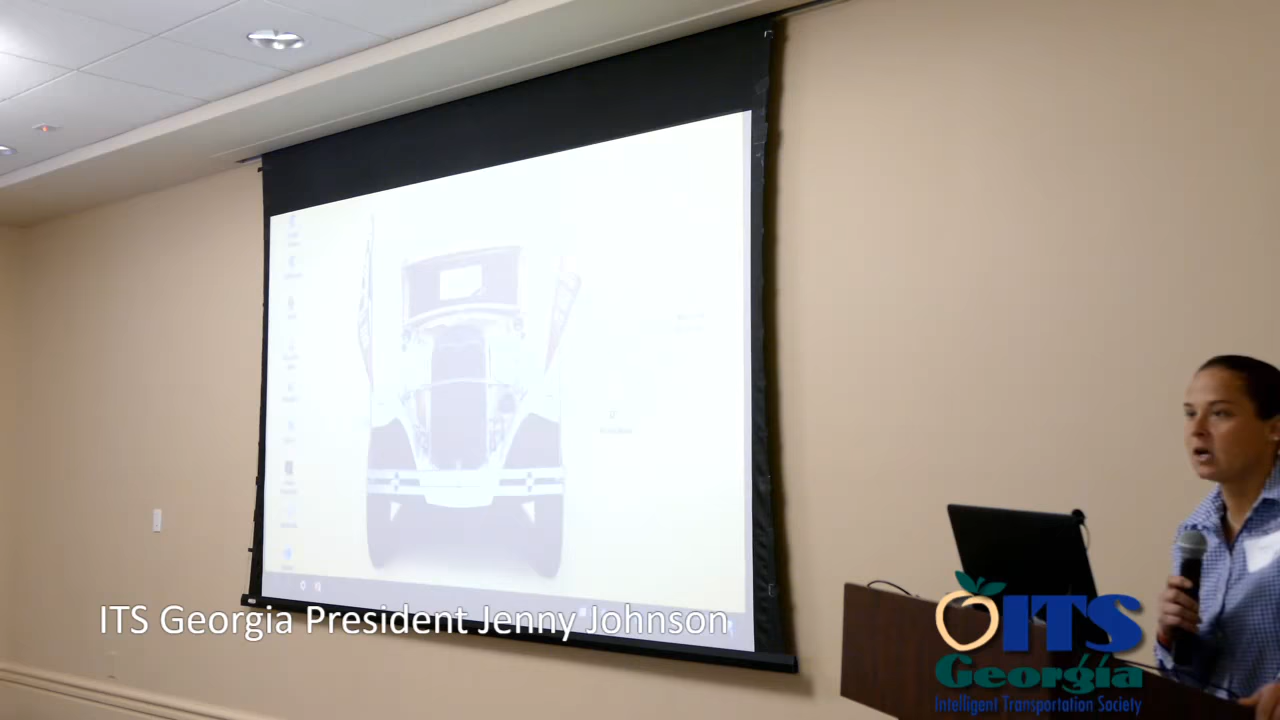 ITS Georgia President Jenny Johnson
ITS
Georgia
Intelligent Transportation Society